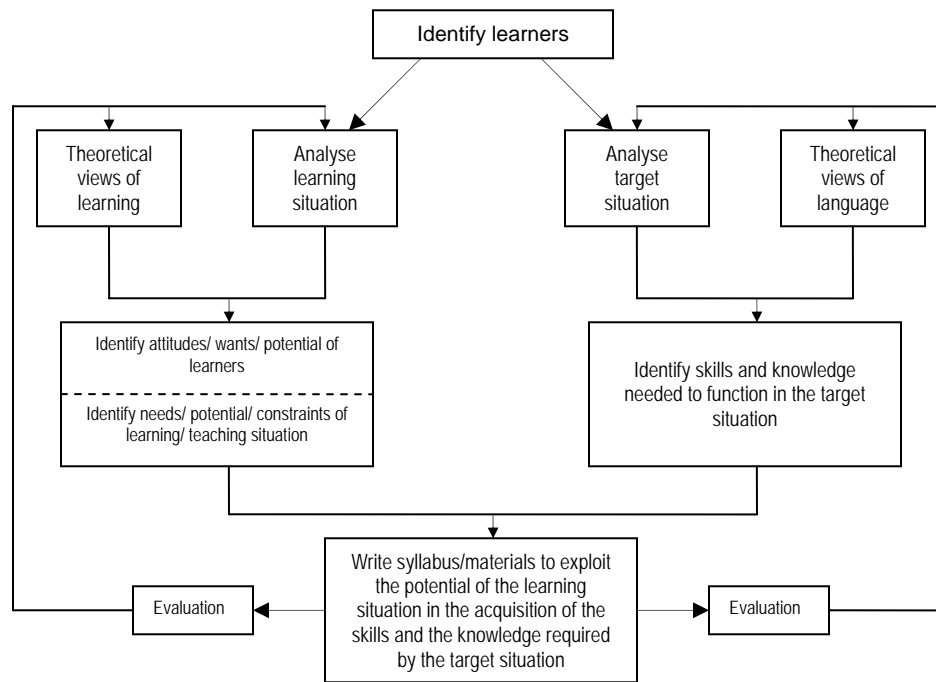 Identify learners
Theoretical
views of
learning
Analyse
learning
situation
Analyse
target
situation
Theoretical
views of
language
Identify attitudes/ wants/ potential of
learners
Identify needs/ potential/ constraints of
learning/ teaching situation
Identify skills and knowledge
needed to function in the target
situation
Write syllabus/materials to exploit
the potential of the learning
situation in the acquisition of the
skills and the knowledge required
by the target situation
Evaluation
Evaluation